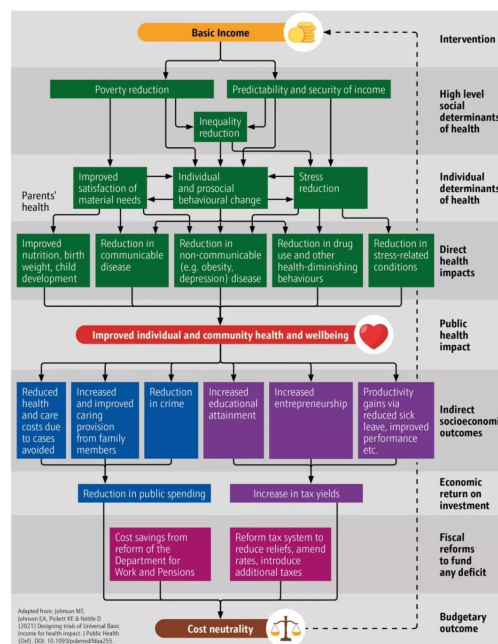 Basic Income
Intervention
Poverty reduction
Predictability and security of income
Inequality
reduction
High level
social
determinants
of health
Parents'
health
Improved
satisfaction of
material needs
Individual
and prosocial
behavioural change
Stress
reduction
Individual
determinants
of health
Improved
nutrition, birth
weight, child
development
Reduction in
communicable
disease
Reduction in
non-communicable
(e.g. obesity,
depression) disease
Reduction in drug
use and other
health-diminishing
behaviours
Reduction in
stress-related
conditions
Direct
health
impacts
Improved individual and community health and wellbeing
Public
health
impact
Reduced
health
and care
costs due
to cases
avoided
Increased
and improved
caring
provision
from family
members
Reduction
in crime
Increased
educational
attainment
Increased
entrepreneurship
Productivity
gains via
reduced sick
leave, improved
performance
etc.
Indirect
socioeconomi
outcomes
Reduction in public spending
Increase in tax yields
Economic
return on
investment
Cost savings from
reform of the
Department for
Work and Pensions
Reform tax system to
reduce reliefs, amend
rates, introduce
additional taxes
Fiscal
reforms
to fund
any deficit
Cost neutrality
Budgetary
outcome
Adapted from: Johnson MT,
Johnson EA, Pickett KE & Nettle D
(2021) Designing trials of Universal Basic
Income for health impact. J Public Health
(Oxf). DOI: 10.1093/pubmed/fdaa255.